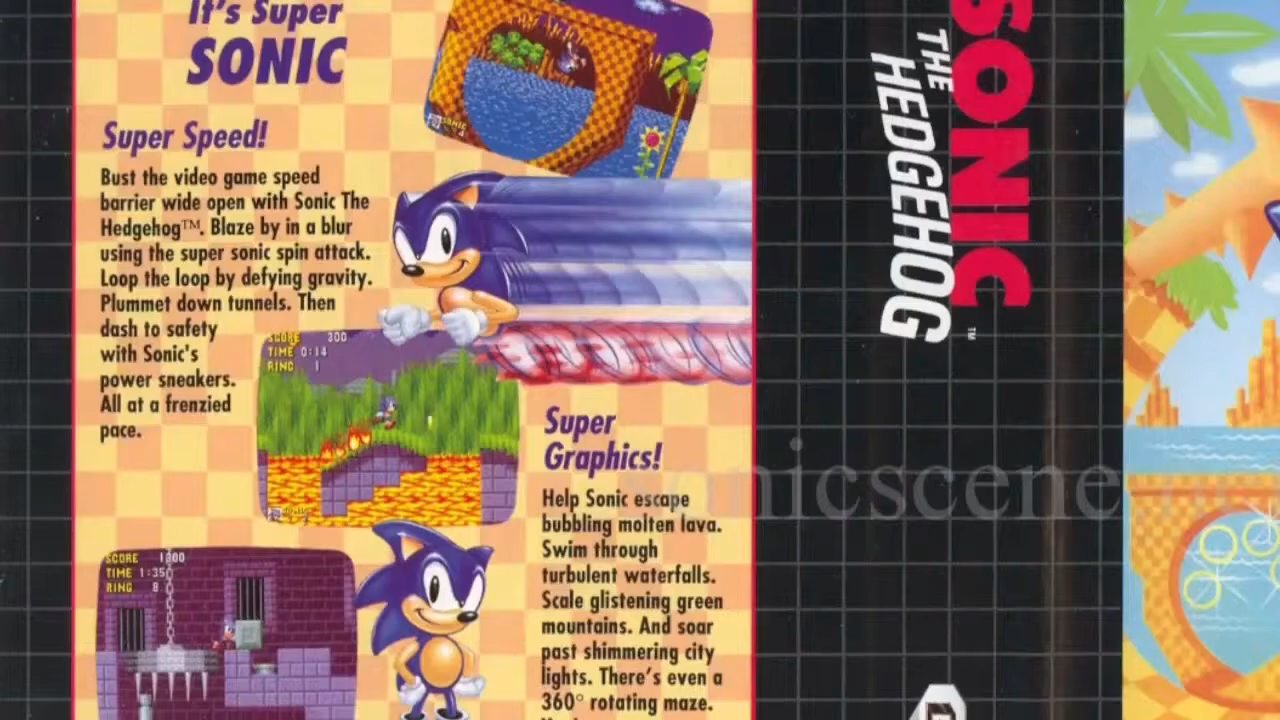 It's Super
SONIC
Super Speed!
Bust the video game speed
barrier wide open with Sonic The
Hedgehog™. Blaze by in a blur
using the super sonic spin attack.
Loop the loop by defying gravity.
Plummet down tunnels. Then
dash to safety
with Sonic's
power sneakers.
All at a frenzied
pace.
SCORE 300
TIME 0:14
RING 1
Super
Graphics!
Help Sonic escape
bubbling molten lava.
Swim through
turbulent waterfalls.
Scale glistening green
mountains. And soar
past shimmering city
lights. There's even a
360° rotating maze.
SCORE 1200
TIME 1:35
RING 8
SONIC
THE
HEDGEHOG
TM
sonicscene